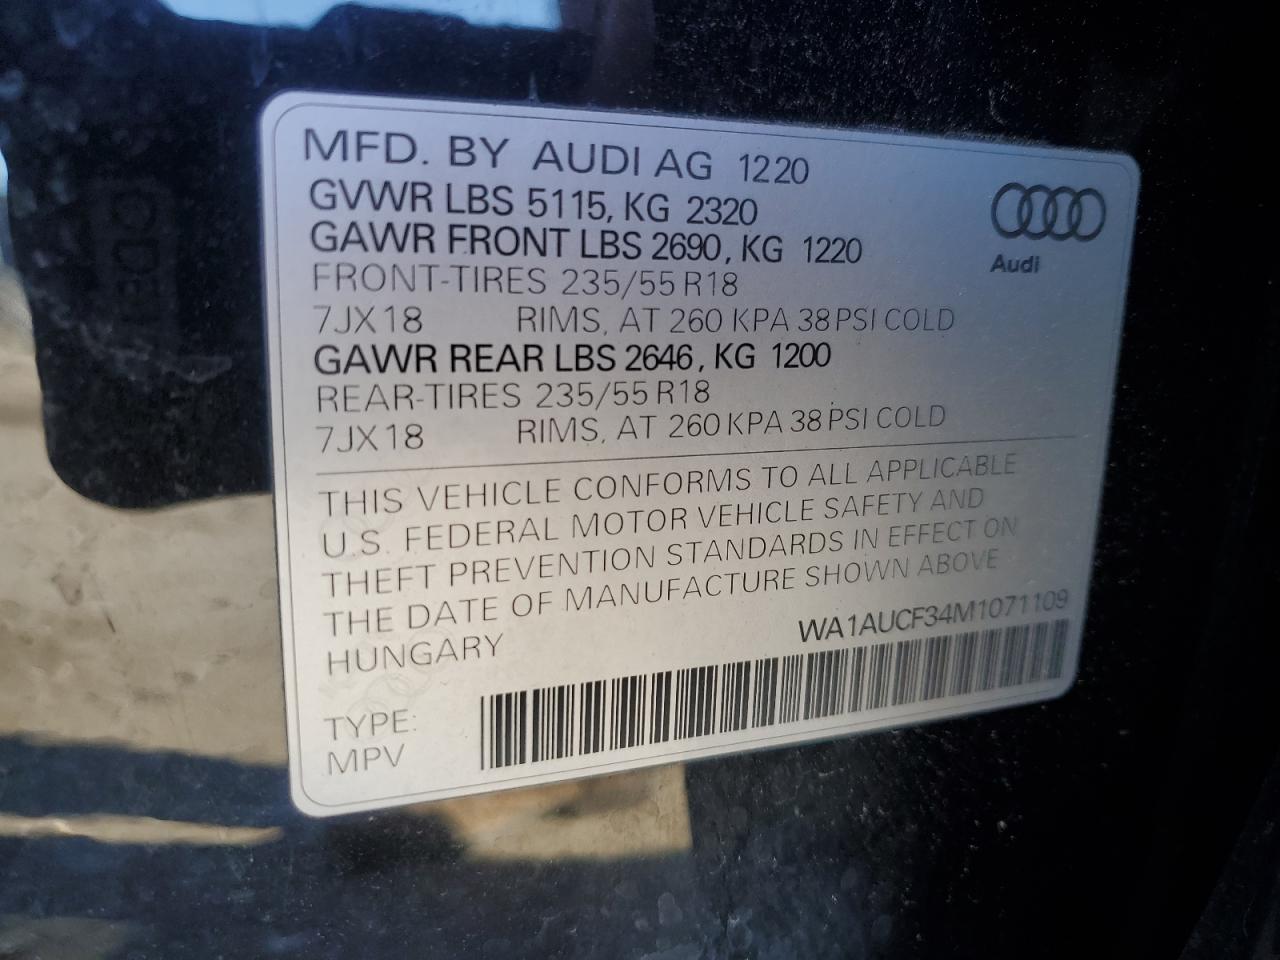 MFD. BY AUDI AG 1220
GVWR LBS 5115, KG 2320
GAWR FRONT LBS 2690, KG 1220
FRONT-TIRES 235/55 R18
7JX18 RIMS, AT 260 KPA 38 PSI COLD
GAWR REAR LBS 2646, KG 1200
REAR-TIRES 235/55 R18
7JX18 RIMS, AT 260 KPA 38 PSI COLD
Audi
THIS VEHICLE CONFORMS TO ALL APPLICABLE
U.S. FEDERAL MOTOR VEHICLE SAFETY AND
THEFT PREVENTION STANDARDS IN EFFECT ON
THE DATE OF MANUFACTURE SHOWN ABOVE
HUNGARY
WA1AUCF34M1071109
TYPE:
MPV